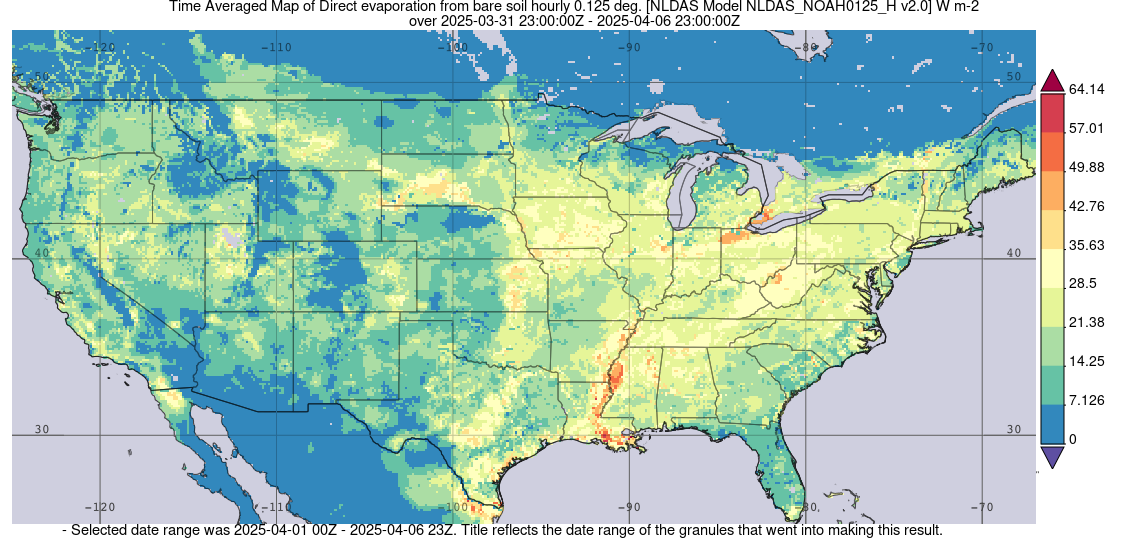 Time Averaged Map of Direct evaporation from bare soil hourly 0.125 deg. [NLDAS Model NLDAS_NOAH0125_H v2.0] W m-2
over 2025-03-31 23:00:00Z - 2025-04-06 23:00:00Z
-120 -110 -100 -90 -80 -70
50 50
64.14
57.01
49.88
42.76
40 40
35.63
28.5
21.38
14.25
7.126
30 30
0
-120 -110 -100 -90 -80 -70
- Selected date range was 2025-04-01 00Z - 2025-04-06 23Z. Title reflects the date range of the granules that went into making this result.